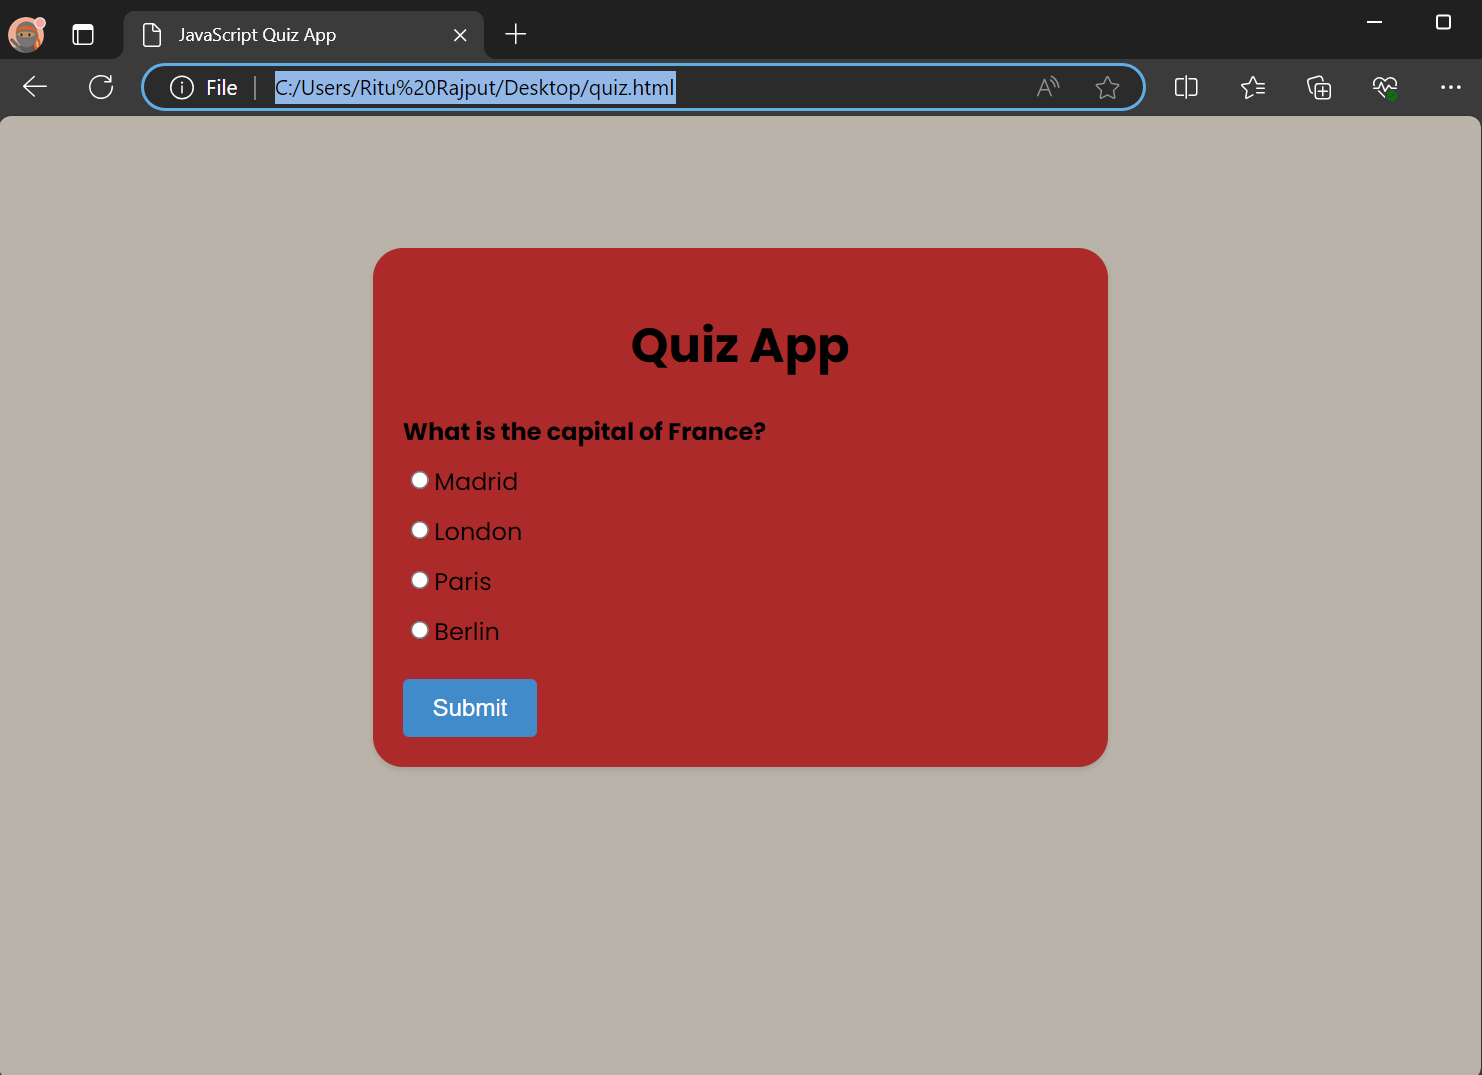 JavaScript Quiz App
File
C:/Users/Ritu%20Rajput/Desktop/quiz.html
Quiz App
What is the capital of France?
Madrid
London
Paris
Berlin
Submit